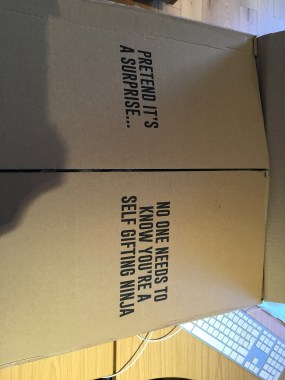 PRETEND IT'S
A SURPRISE...
NO ONE NEEDS TO
KNOW YOU'RE A
SELF GIFTING NINJA